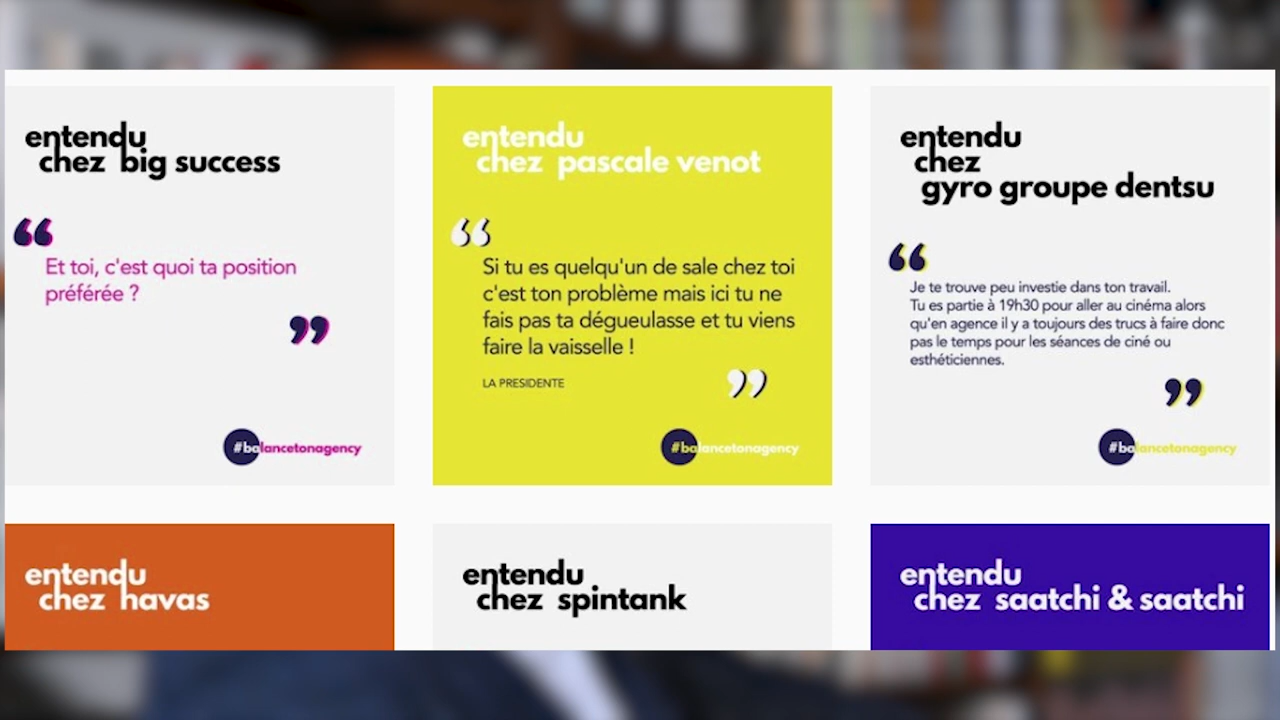 entendu
chez big success
“
Et toi, c'est quoi ta position
préférée ?
”
#balancetonagency
entendu
chez pascale venot
“
Si tu es quelqu'un de sale chez toi
c'est ton problème mais ici tu ne
fais pas ta dégueulasse et tu viens
faire la vaisselle !
LA PRESIDENTE
”
#balancetonagency
entendu
chez
gyro groupe dentsu
“
Je te trouve peu investie dans ton travail.
Tu es partie à 19h30 pour aller au cinéma alors
qu'en agence il y a toujours des trucs à faire donc
pas le temps pour les séances de ciné ou
esthéticiennes.
”
#balancetonagency
entendu
chez havas
entendu
chez spintank
entendu
chez saatchi & saatchi